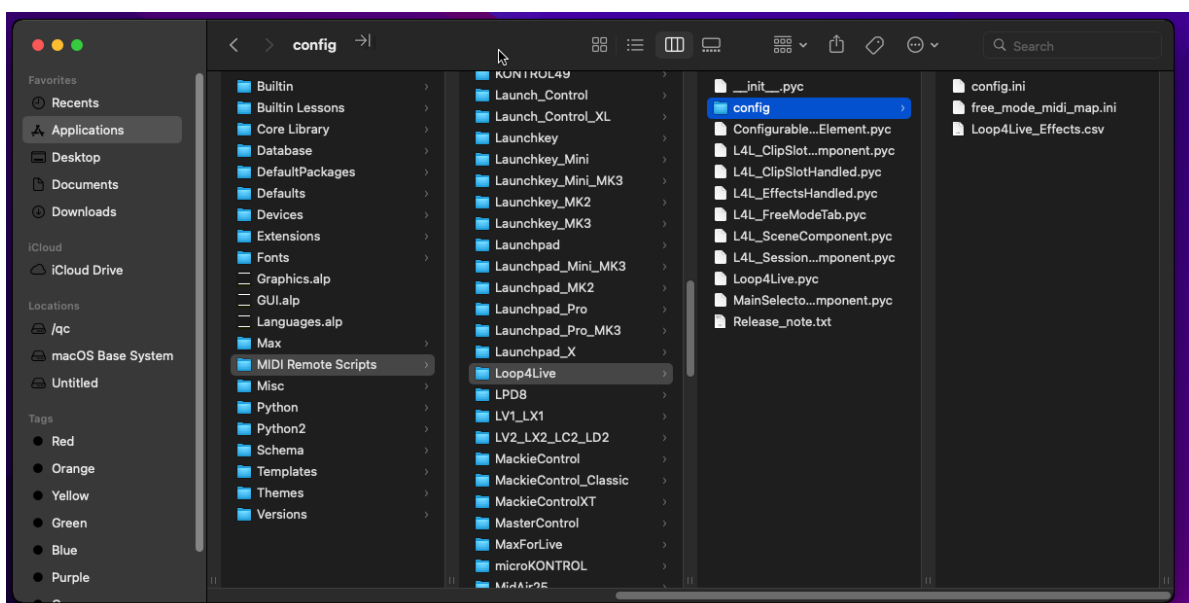 config
Search
Favorites
Recents
Applications
Desktop
Documents
Downloads
iCloud
iCloud Drive
Locations
/qc
macOS Base System
Untitled
Tags
Red
Orange
Yellow
Green
Blue
Purple
Builtin
Builtin Lessons
Core Library
Database
DefaultPackages
Defaults
Devices
Extensions
Fonts
Graphics.alp
GUI.alp
Languages.alp
Max
MIDI Remote Scripts
Misc
Python
Python2
Schema
Templates
Themes
Versions
KONTROL49
Launch_Control
Launch_Control_XL
Launchkey
Launchkey_Mini
Launchkey_Mini_MK3
Launchkey_MK2
Launchkey_MK3
Launchpad
Launchpad_Mini_MK3
Launchpad_MK2
Launchpad_Pro
Launchpad_Pro_MK3
Launchpad_X
Loop4Live
LPD8
LV1_LX1
LV2_LX2_LC2_LD2
MackieControl
MackieControl_Classic
MackieControlXT
MasterControl
MaxForLive
microKONTROL
MidAir25
__init__.pyc
config
Configurable...Element.pyc
L4L_ClipSlot...mponent.pyc
L4L_ClipSlotHandled.pyc
L4L_EffectsHandled.pyc
L4L_FreeModeTab.pyc
L4L_SceneComponent.pyc
L4L_Session...mponent.pyc
Loop4Live.pyc
MainSelecto...mponent.pyc
Release_note.txt
config.ini
free_mode_midi_map.ini
Loop4Live_Effects.csv